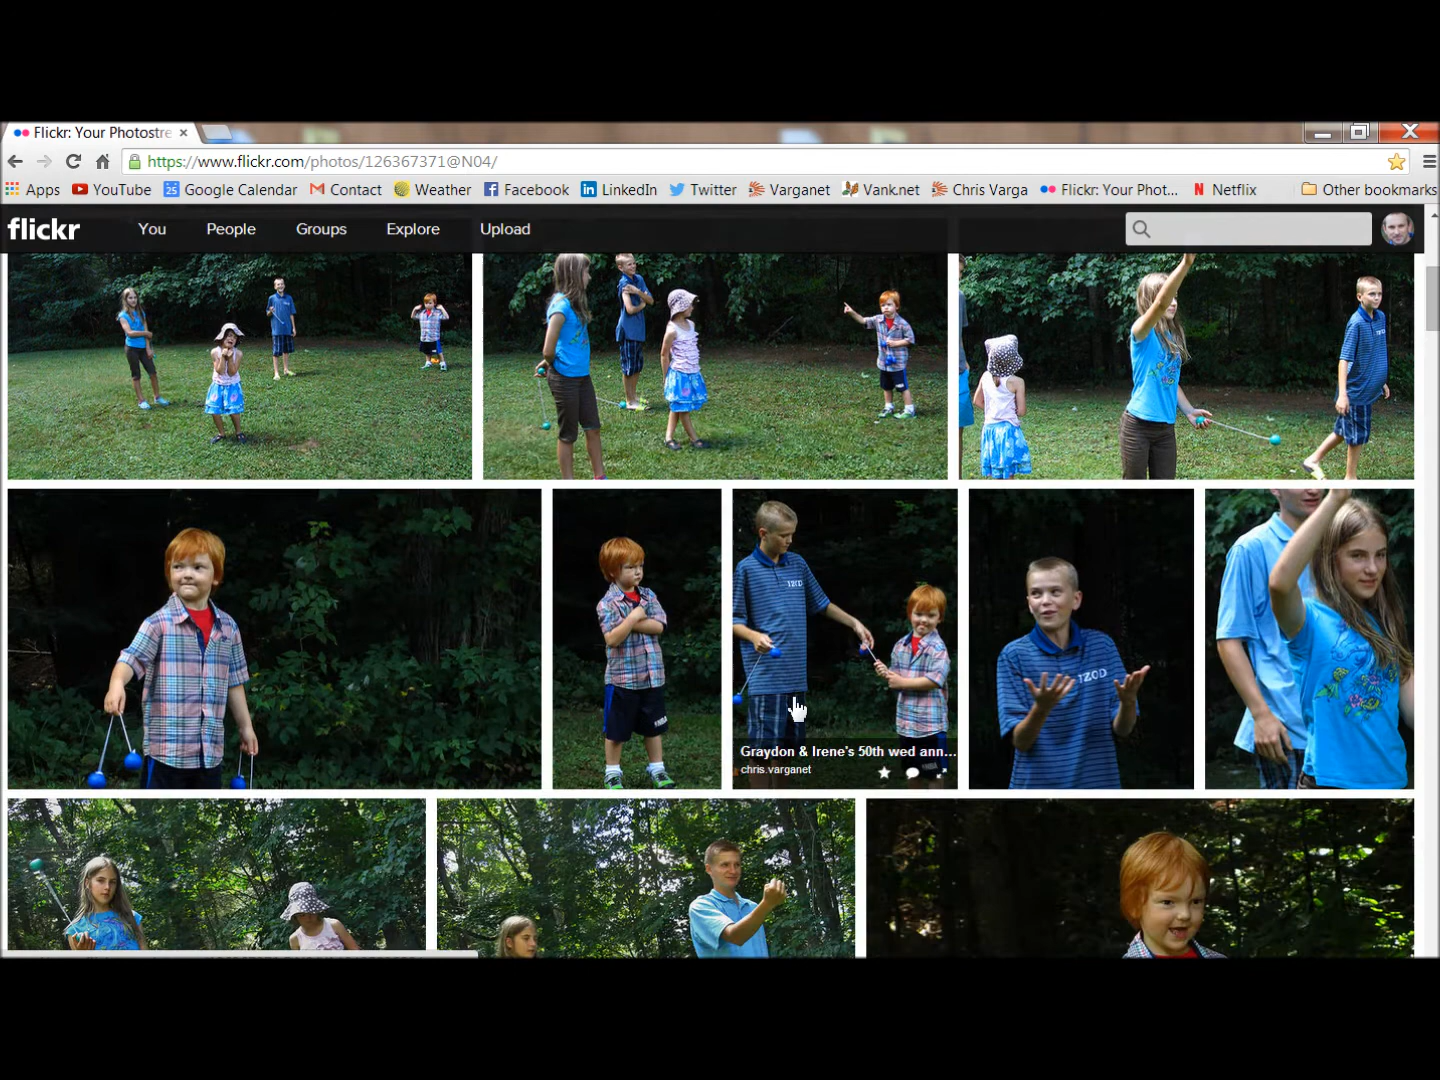 Flickr: Your Photostre
https://www.flickr.com/photos/126367371@N04/
Apps YouTube 25 Google Calendar Contact Weather Facebook LinkedIn Twitter Varganet Vank.net Chris Varga Flickr: Your Phot... Netflix Other bookmarks
flickr You People Groups Explore Upload
IZOD
IZOD
Graydon & Irene's 50th wed ann...
chris.varganet